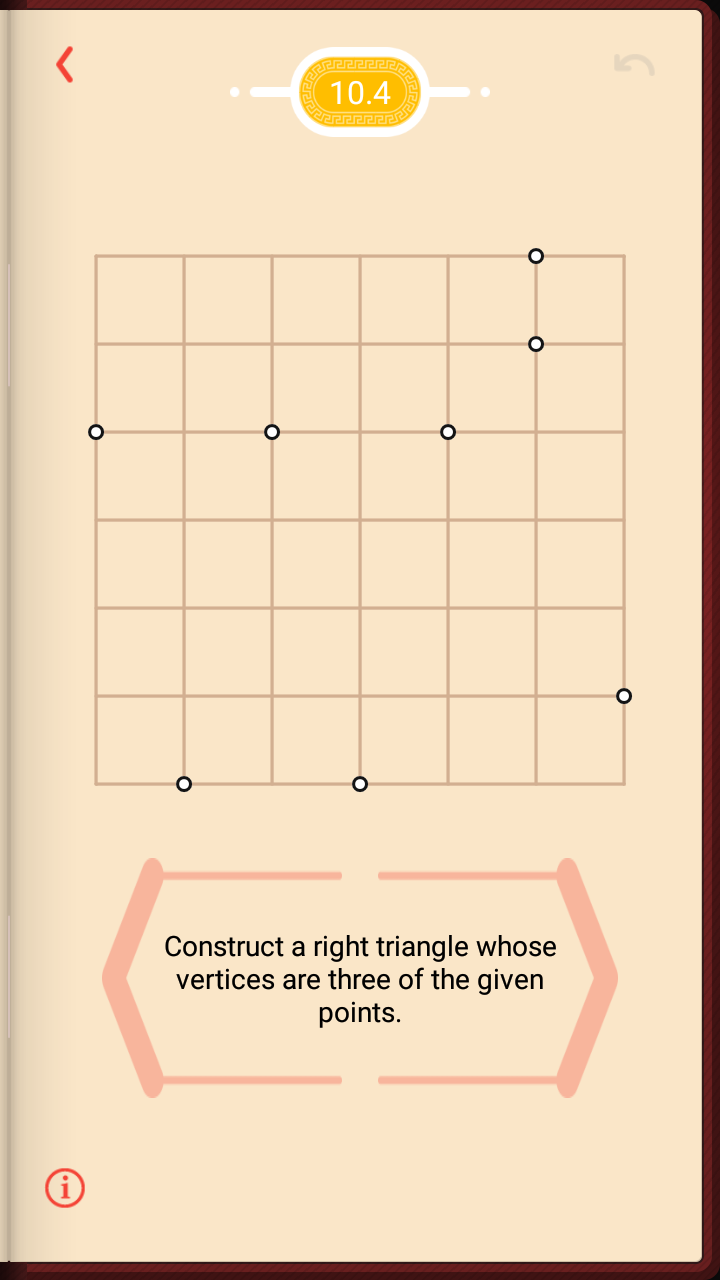 10.4
Construct a right triangle whose
vertices are three of the given
points.
i